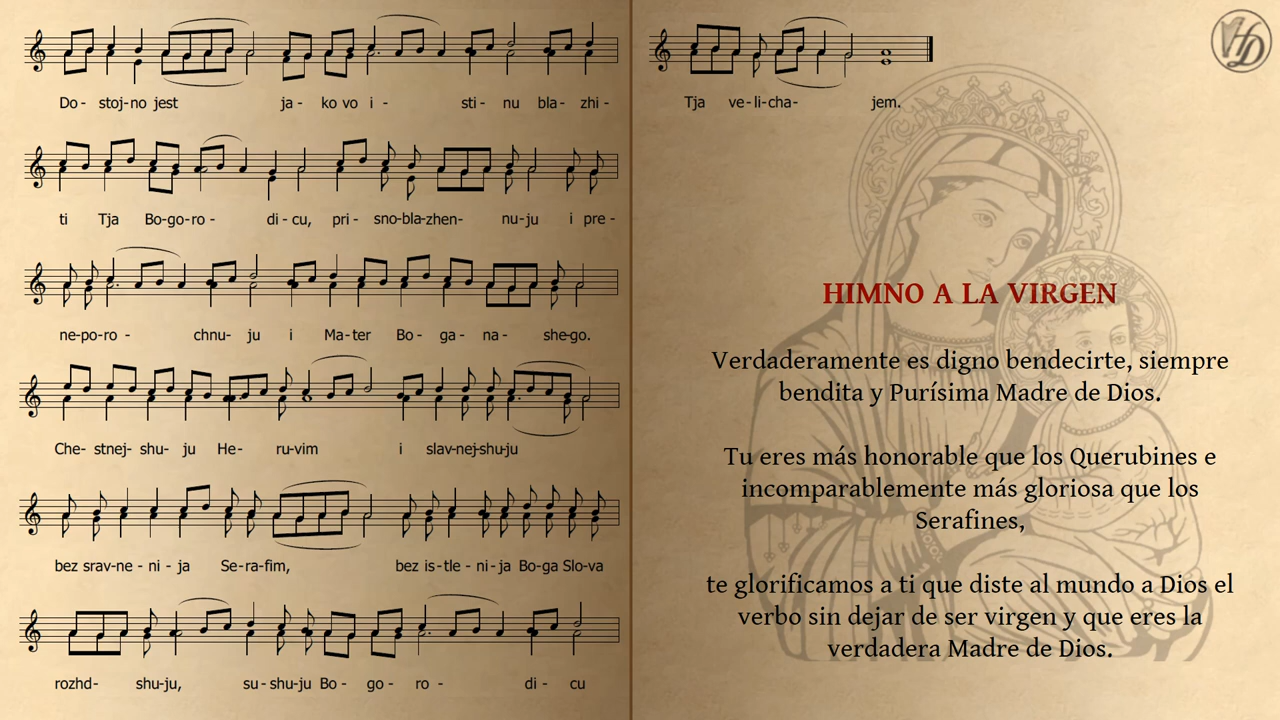 Do- stoj-no jest ja- ko vo i - sti- nu bla- zhi-
ti Tja Bo-go-ro- di-cu, pri- sno-bla-zhen- nu-ju i pre-
ne-po-ro- chnu- ju i Ma-ter Bo- ga- na- she-go.
Che- stnej-shu- ju He- ru-vim i slav-nej-shu-ju
bez srav-ne-ni-ja Se-ra-fim, bez is-tle-ni-ja Bo-ga Slo-va
rozhd- shu-ju, su-shu-ju Bo- go- ro- di- cu
Tja ve-li-cha- jem.
HD
HIMNO A LA VIRGEN
Verdaderamente es digno bendecirte, siempre
bendita y Purísima Madre de Dios.
Tu eres más honorable que los Querubines e
incomparablemente más gloriosa que los
Serafines,
te glorificamos a ti que diste al mundo a Dios el
verbo sin dejar de ser virgen y que eres la
verdadera Madre de Dios.